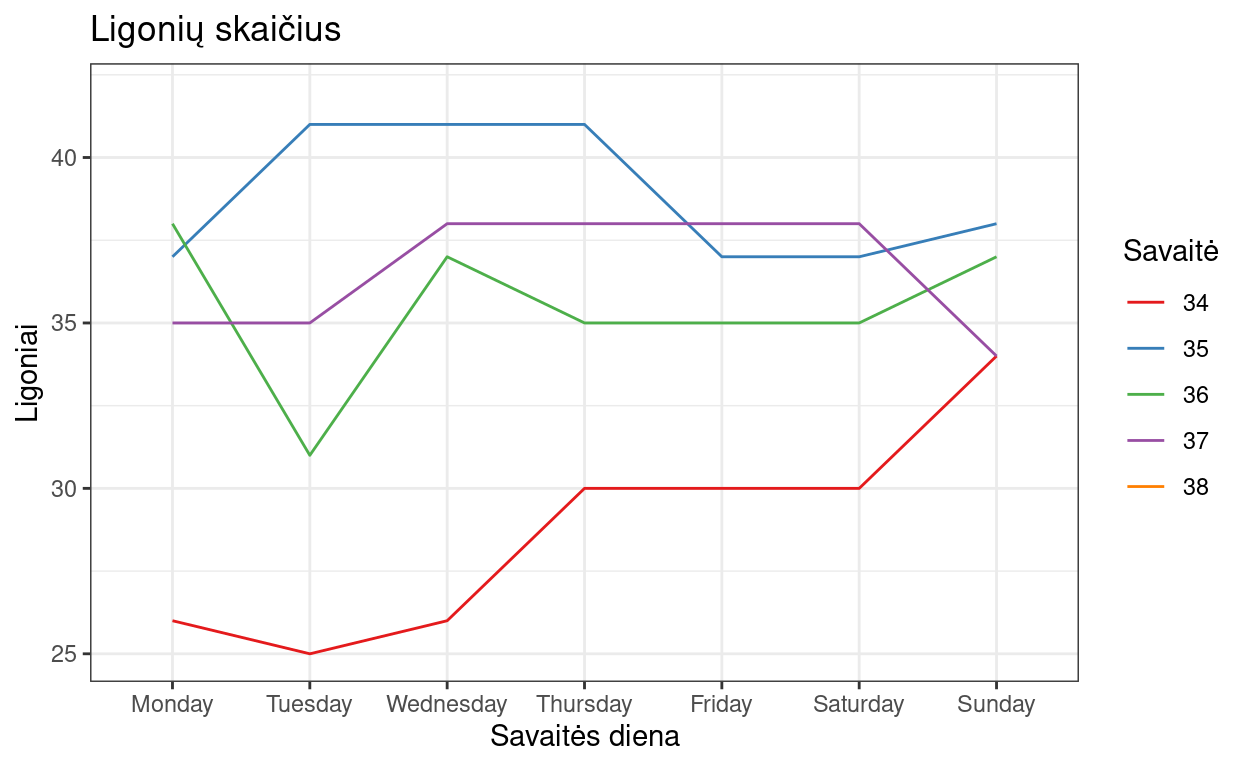 Ligonių skaičius
Ligoniai
40
35
30
25
Monday Tuesday Wednesday Thursday Friday Saturday Sunday
Savaitės diena
Savaitė
34
35
36
37
38